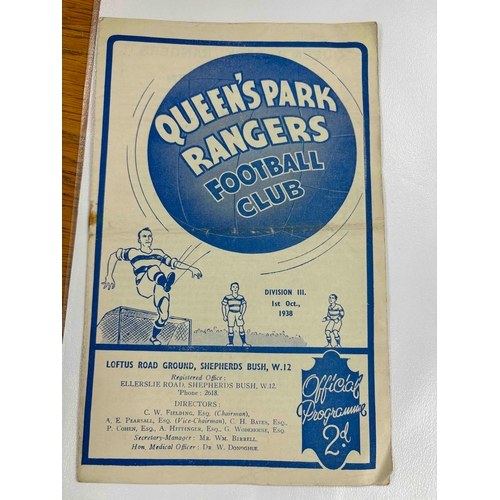 QUEEN'S PARK
RANGERS
FOOTBALL
CLUB
DIVISION III.
1st Oct.,
1938
LOFTUS ROAD GROUND, SHEPHERDS BUSH, W.12
Registered Office:
ELLERSLIE ROAD, SHEPHERDS BUSH, W.12.
'Phone: 2618.
DIRECTORS:
C. W. FIELDING, ESQ. (Chairman),
A. E. PEARSALL, ESQ. (Vice-Chairman), C. H. BATES, ESQ.,
P. COHEN, ESQ., A. HITTINGER, ESQ., G. WODEHOUSE, ESQ.
Secretary-Manager: MR. WM. BIRRELL.
Hon. Medical Officer: DR W. DONOGHUE.
Official
Programme
2d